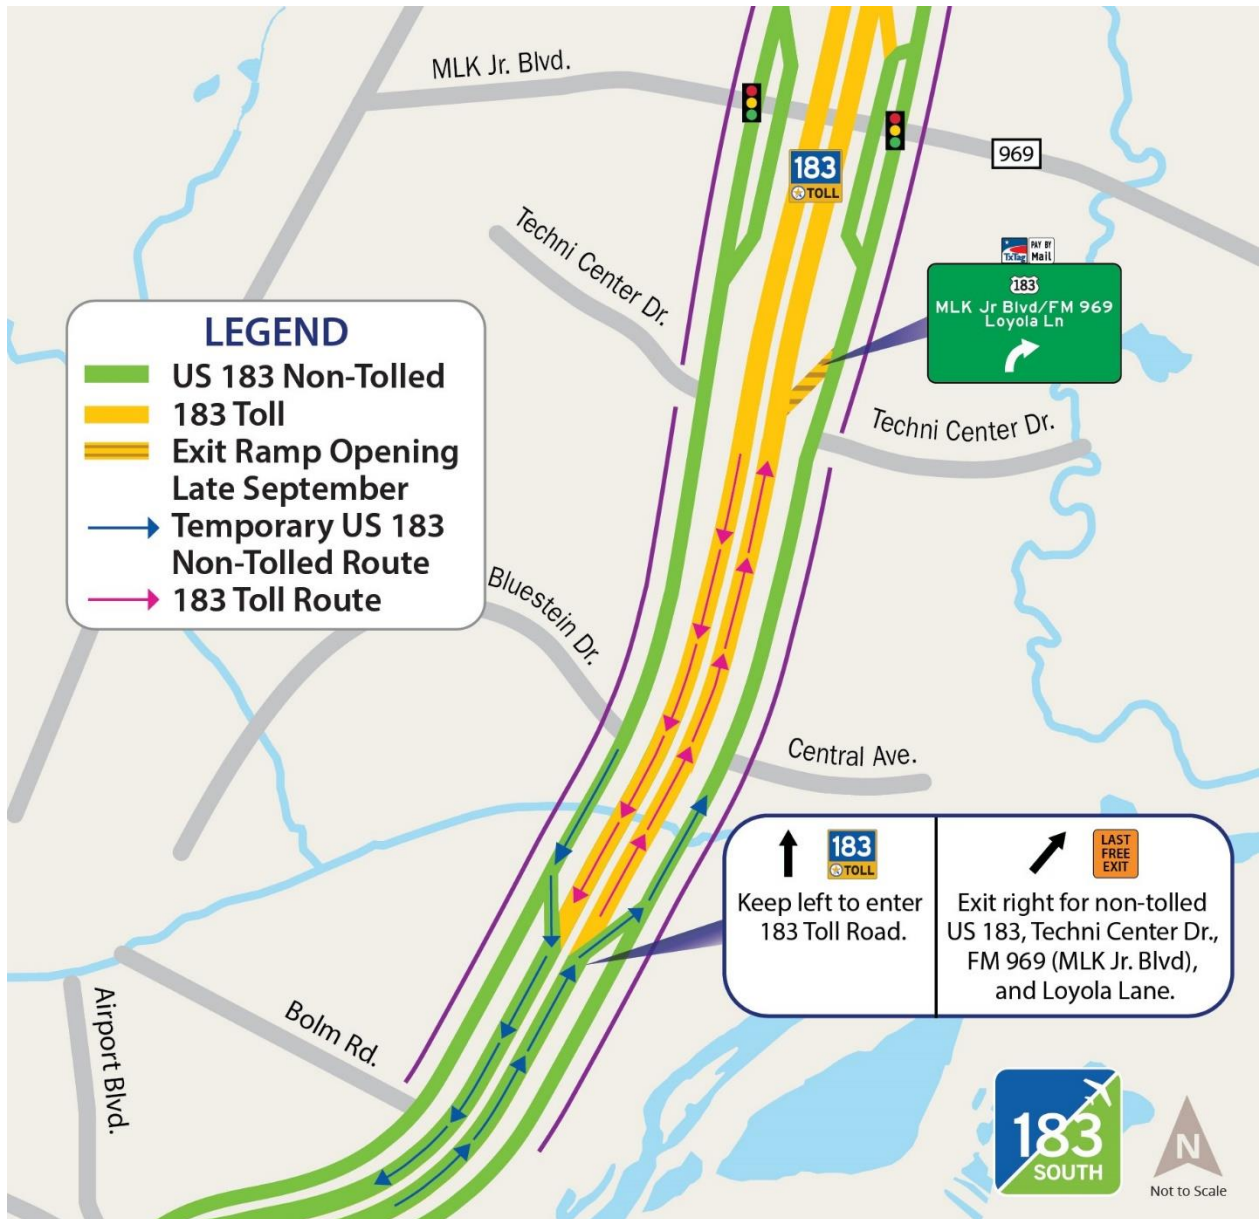 MLK Jr. Blvd.
969
183
TOLL
Techni Center Dr.
TxTag
PAY BY
Mail
183
MLK Jr Blvd/FM 969
Loyola Ln
LEGEND
US 183 Non-Tolled
183 Toll
Exit Ramp Opening
Late September
Temporary US 183
Non-Tolled Route
183 Toll Route
Techni Center Dr.
Bluestein Dr.
Central Ave.
183
TOLL
Keep left to enter
183 Toll Road.
LAST
FREE
EXIT
Exit right for non-tolled
US 183, Techni Center Dr.,
FM 969 (MLK Jr. Blvd),
and Loyola Lane.
Airport Blvd.
Bolm Rd.
183
SOUTH
N
Not to Scale